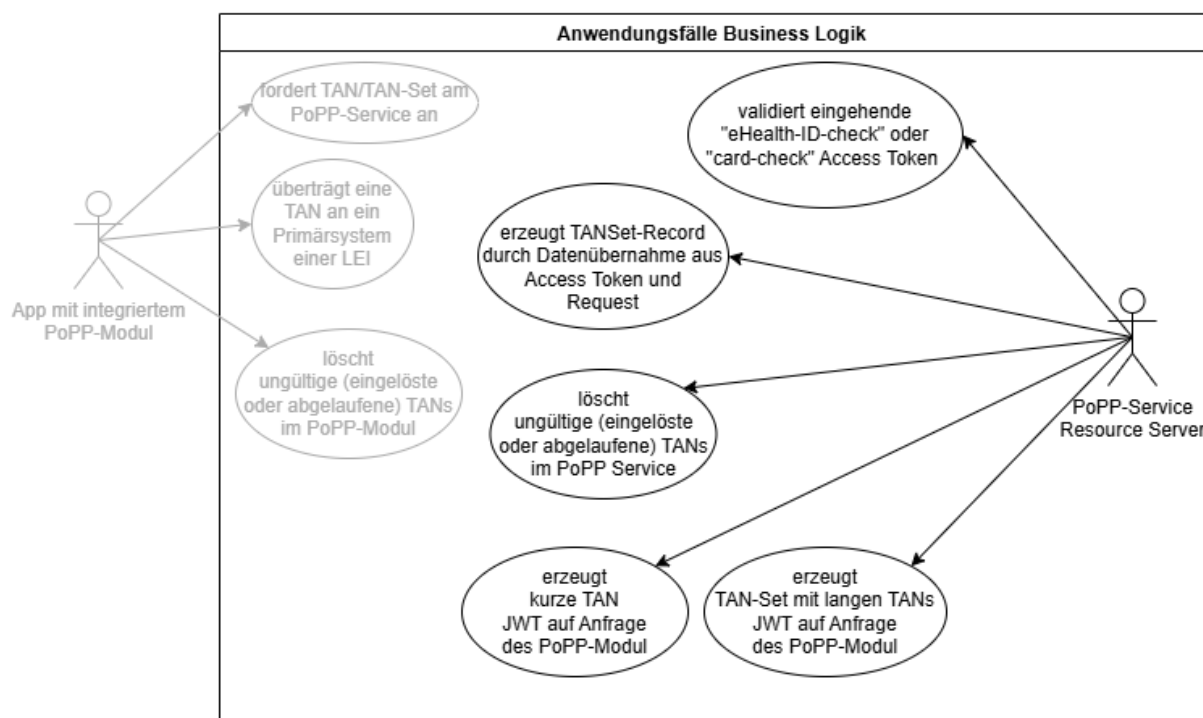 Anwendungsfälle Business Logik
fordert TAN/TAN-Set am
PoPP-Service an
validiert eingehende
"eHealth-ID-check" oder
"card-check" Access Token
überträgt eine
TAN an ein
Primärsystem
einer LEI
erzeugt TANSet-Record
durch Datenübernahme aus
Access Token und
Request
App mit integriertem
PoPP-Modul
löscht
ungültige (eingelöste
oder abgelaufene) TANs
im PoPP-Modul
löscht
ungültige (eingelöste
oder abgelaufene) TANs
im PoPP Service
PoPP-Service
Resource Server
erzeugt
kurze TAN
JWT auf Anfrage
des PoPP-Modul
erzeugt
TAN-Set mit langen TANs
JWT auf Anfrage
des PoPP-Modul